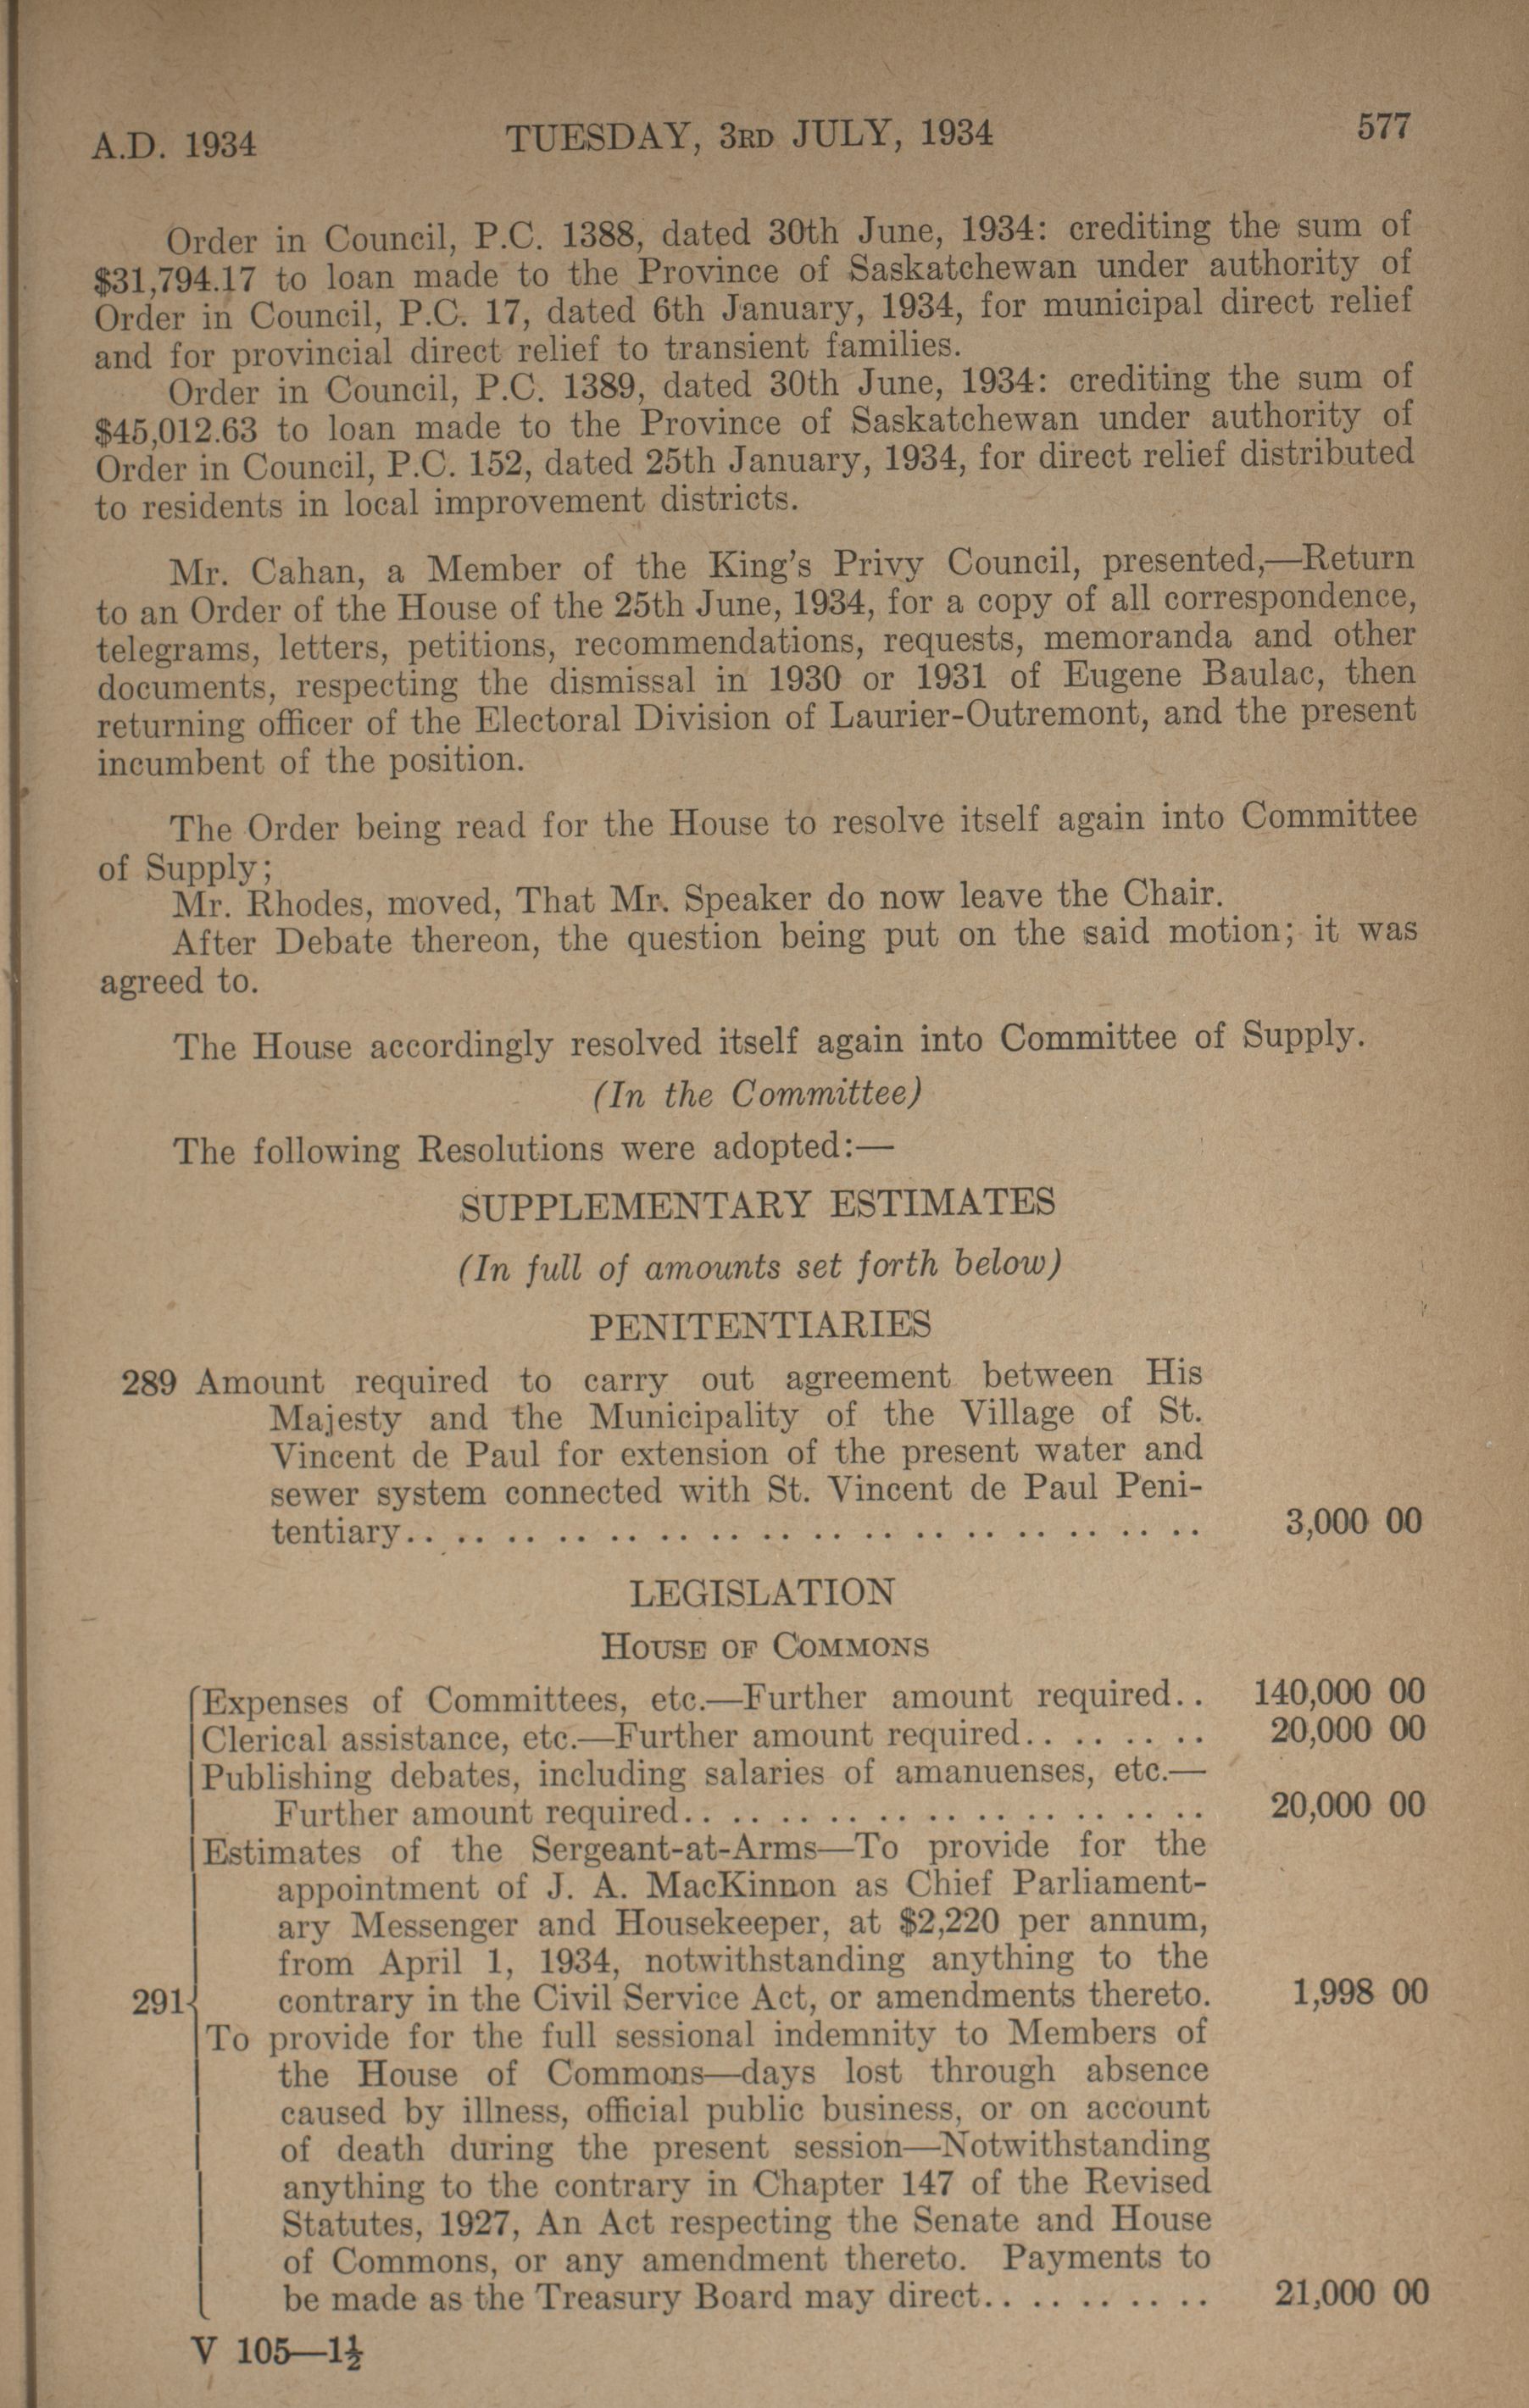 A.D. 1934 TUESDAY, 3RD JULY, 1934 577
Order in Council, P.C. 1388, dated 30th June, 1934: crediting the sum of
$31,794.17 to loan made to the Province of Saskatchewan under authority of
Order in Council, P.C. 17, dated 6th January, 1934, for municipal direct relief
and for provincial direct relief to transient families.
Order in Council, P.C. 1389, dated 30th June, 1934: crediting the sum of
$45,012.63 to loan made to the Province of Saskatchewan under authority of
Order in Council, P.C. 152, dated 25th January, 1934, for direct relief distributed
to residents in local improvement districts.
Mr. Cahan, a Member of the King's Privy Council, presented,—Return
to an Order of the House of the 25th June, 1934, for a copy of all correspondence,
telegrams, letters, petitions, recommendations, requests, memoranda and other
documents, respecting the dismissal in 1930 or 1931 of Eugene Baulac, then
returning officer of the Electoral Division of Laurier-Outremont, and the present
incumbent of the position.
The Order being read for the House to resolve itself again into Committee
of Supply;
Mr. Rhodes, moved, That Mr. Speaker do now leave the Chair.
After Debate thereon, the question being put on the said motion; it was
agreed to.
The House accordingly resolved itself again into Committee of Supply.
(In the Committee)
The following Resolutions were adopted:—
SUPPLEMENTARY ESTIMATES
(In full of amounts set forth below)
PENITENTIARIES
289 Amount required to carry out agreement between His
Majesty and the Municipality of the Village of St.
Vincent de Paul for extension of the present water and
sewer system connected with St. Vincent de Paul Peni-
tentiary.. .. .. .. .. .. .. .. .. .. .. .. .. .. .. .. 3,000 00
LEGISLATION
HOUSE OF COMMONS
Expenses of Committees, etc.—Further amount required.. 140,000 00
Clerical assistance, etc.—Further amount required.. .. .. .. 20,000 00
Publishing debates, including salaries of amanuenses, etc.—
Further amount required.. .. .. .. .. .. .. .. .. .. .. 20,000 00
Estimates of the Sergeant-at-Arms—To provide for the
appointment of J. A. MacKinnon as Chief Parliament-
ary Messenger and Housekeeper, at $2,220 per annum,
from April 1, 1934, notwithstanding anything to the
291 contrary in the Civil Service Act, or amendments thereto. 1,998 00
To provide for the full sessional indemnity to Members of
the House of Commons—days lost through absence
caused by illness, official public business, or on account
of death during the present session—Notwithstanding
anything to the contrary in Chapter 147 of the Revised
Statutes, 1927, An Act respecting the Senate and House
of Commons, or any amendment thereto. Payments to
be made as the Treasury Board may direct.. .. .. .. .. 21,000 00
V 105—1½